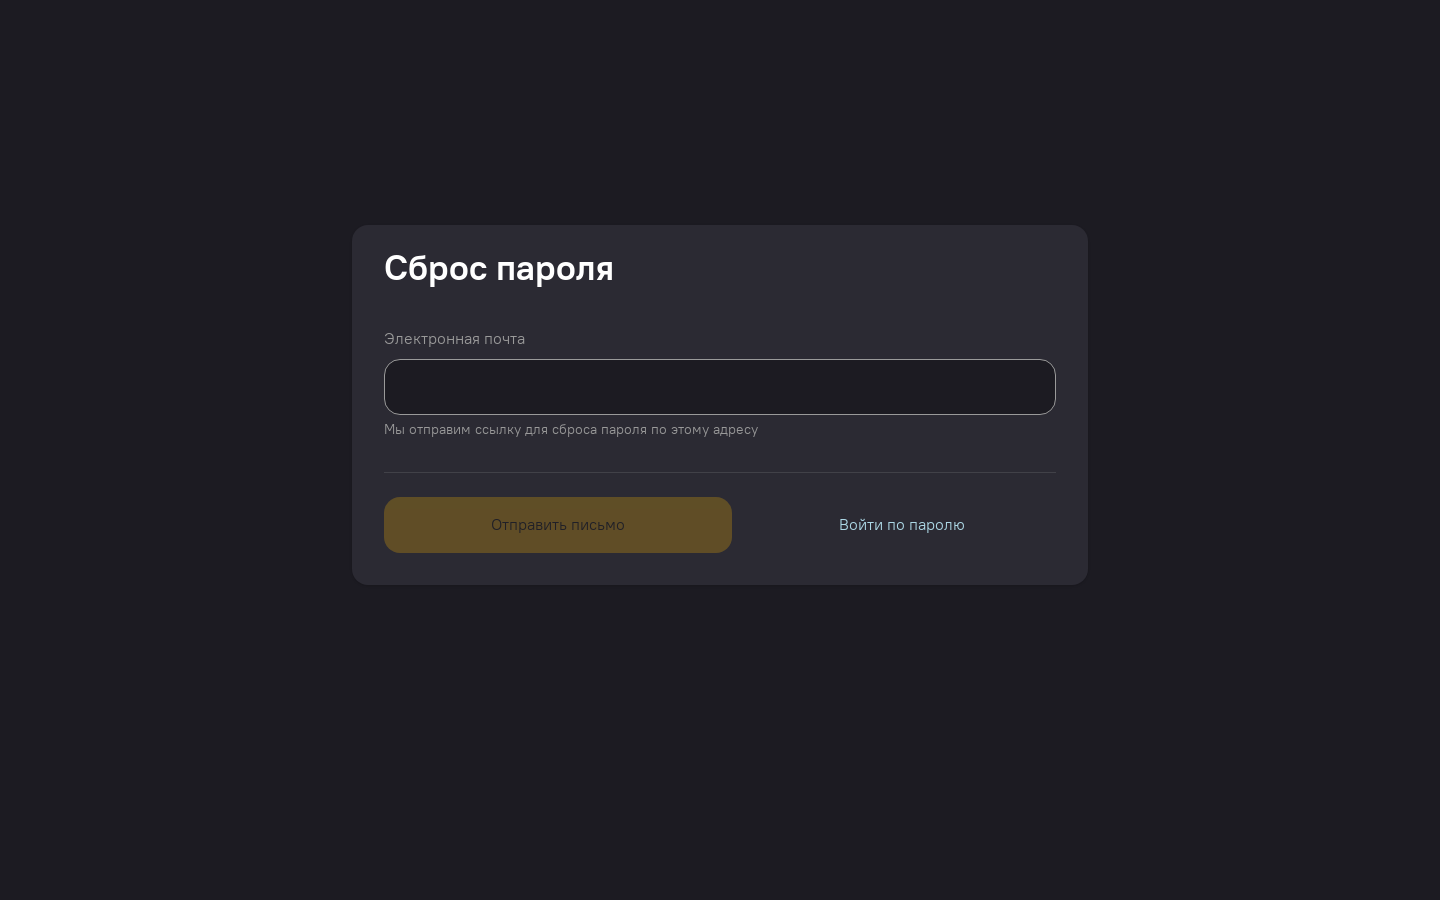 Сброс пароля
Электронная почта
Мы отправим ссылку для сброса пароля по этому адресу
Отправить письмо
Войти по паролю